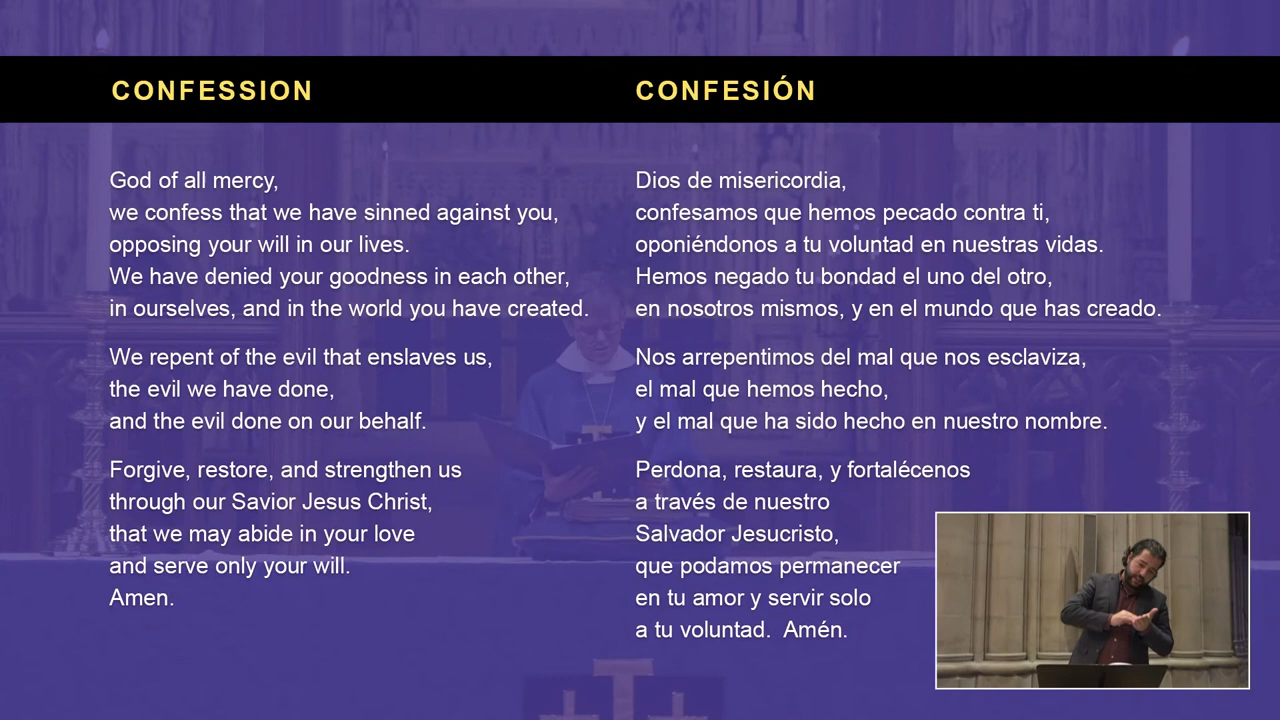 CONFESSION
God of all mercy,
we confess that we have sinned against you,
opposing your will in our lives.
We have denied your goodness in each other,
in ourselves, and in the world you have created.
We repent of the evil that enslaves us,
the evil we have done,
and the evil done on our behalf.
Forgive, restore, and strengthen us
through our Savior Jesus Christ,
that we may abide in your love
and serve only your will.
Amen.
CONFESIÓN
Dios de misericordia,
confesamos que hemos pecado contra ti,
oponiéndonos a tu voluntad en nuestras vidas.
Hemos negado tu bondad el uno del otro,
en nosotros mismos, y en el mundo que has creado.
Nos arrepentimos del mal que nos esclaviza,
el mal que hemos hecho,
y el mal que ha sido hecho en nuestro nombre.
Perdona, restaura, y fortalécenos
a través de nuestro
Salvador Jesucristo,
que podamos permanecer
en tu amor y servir solo
a tu voluntad.  Amén.